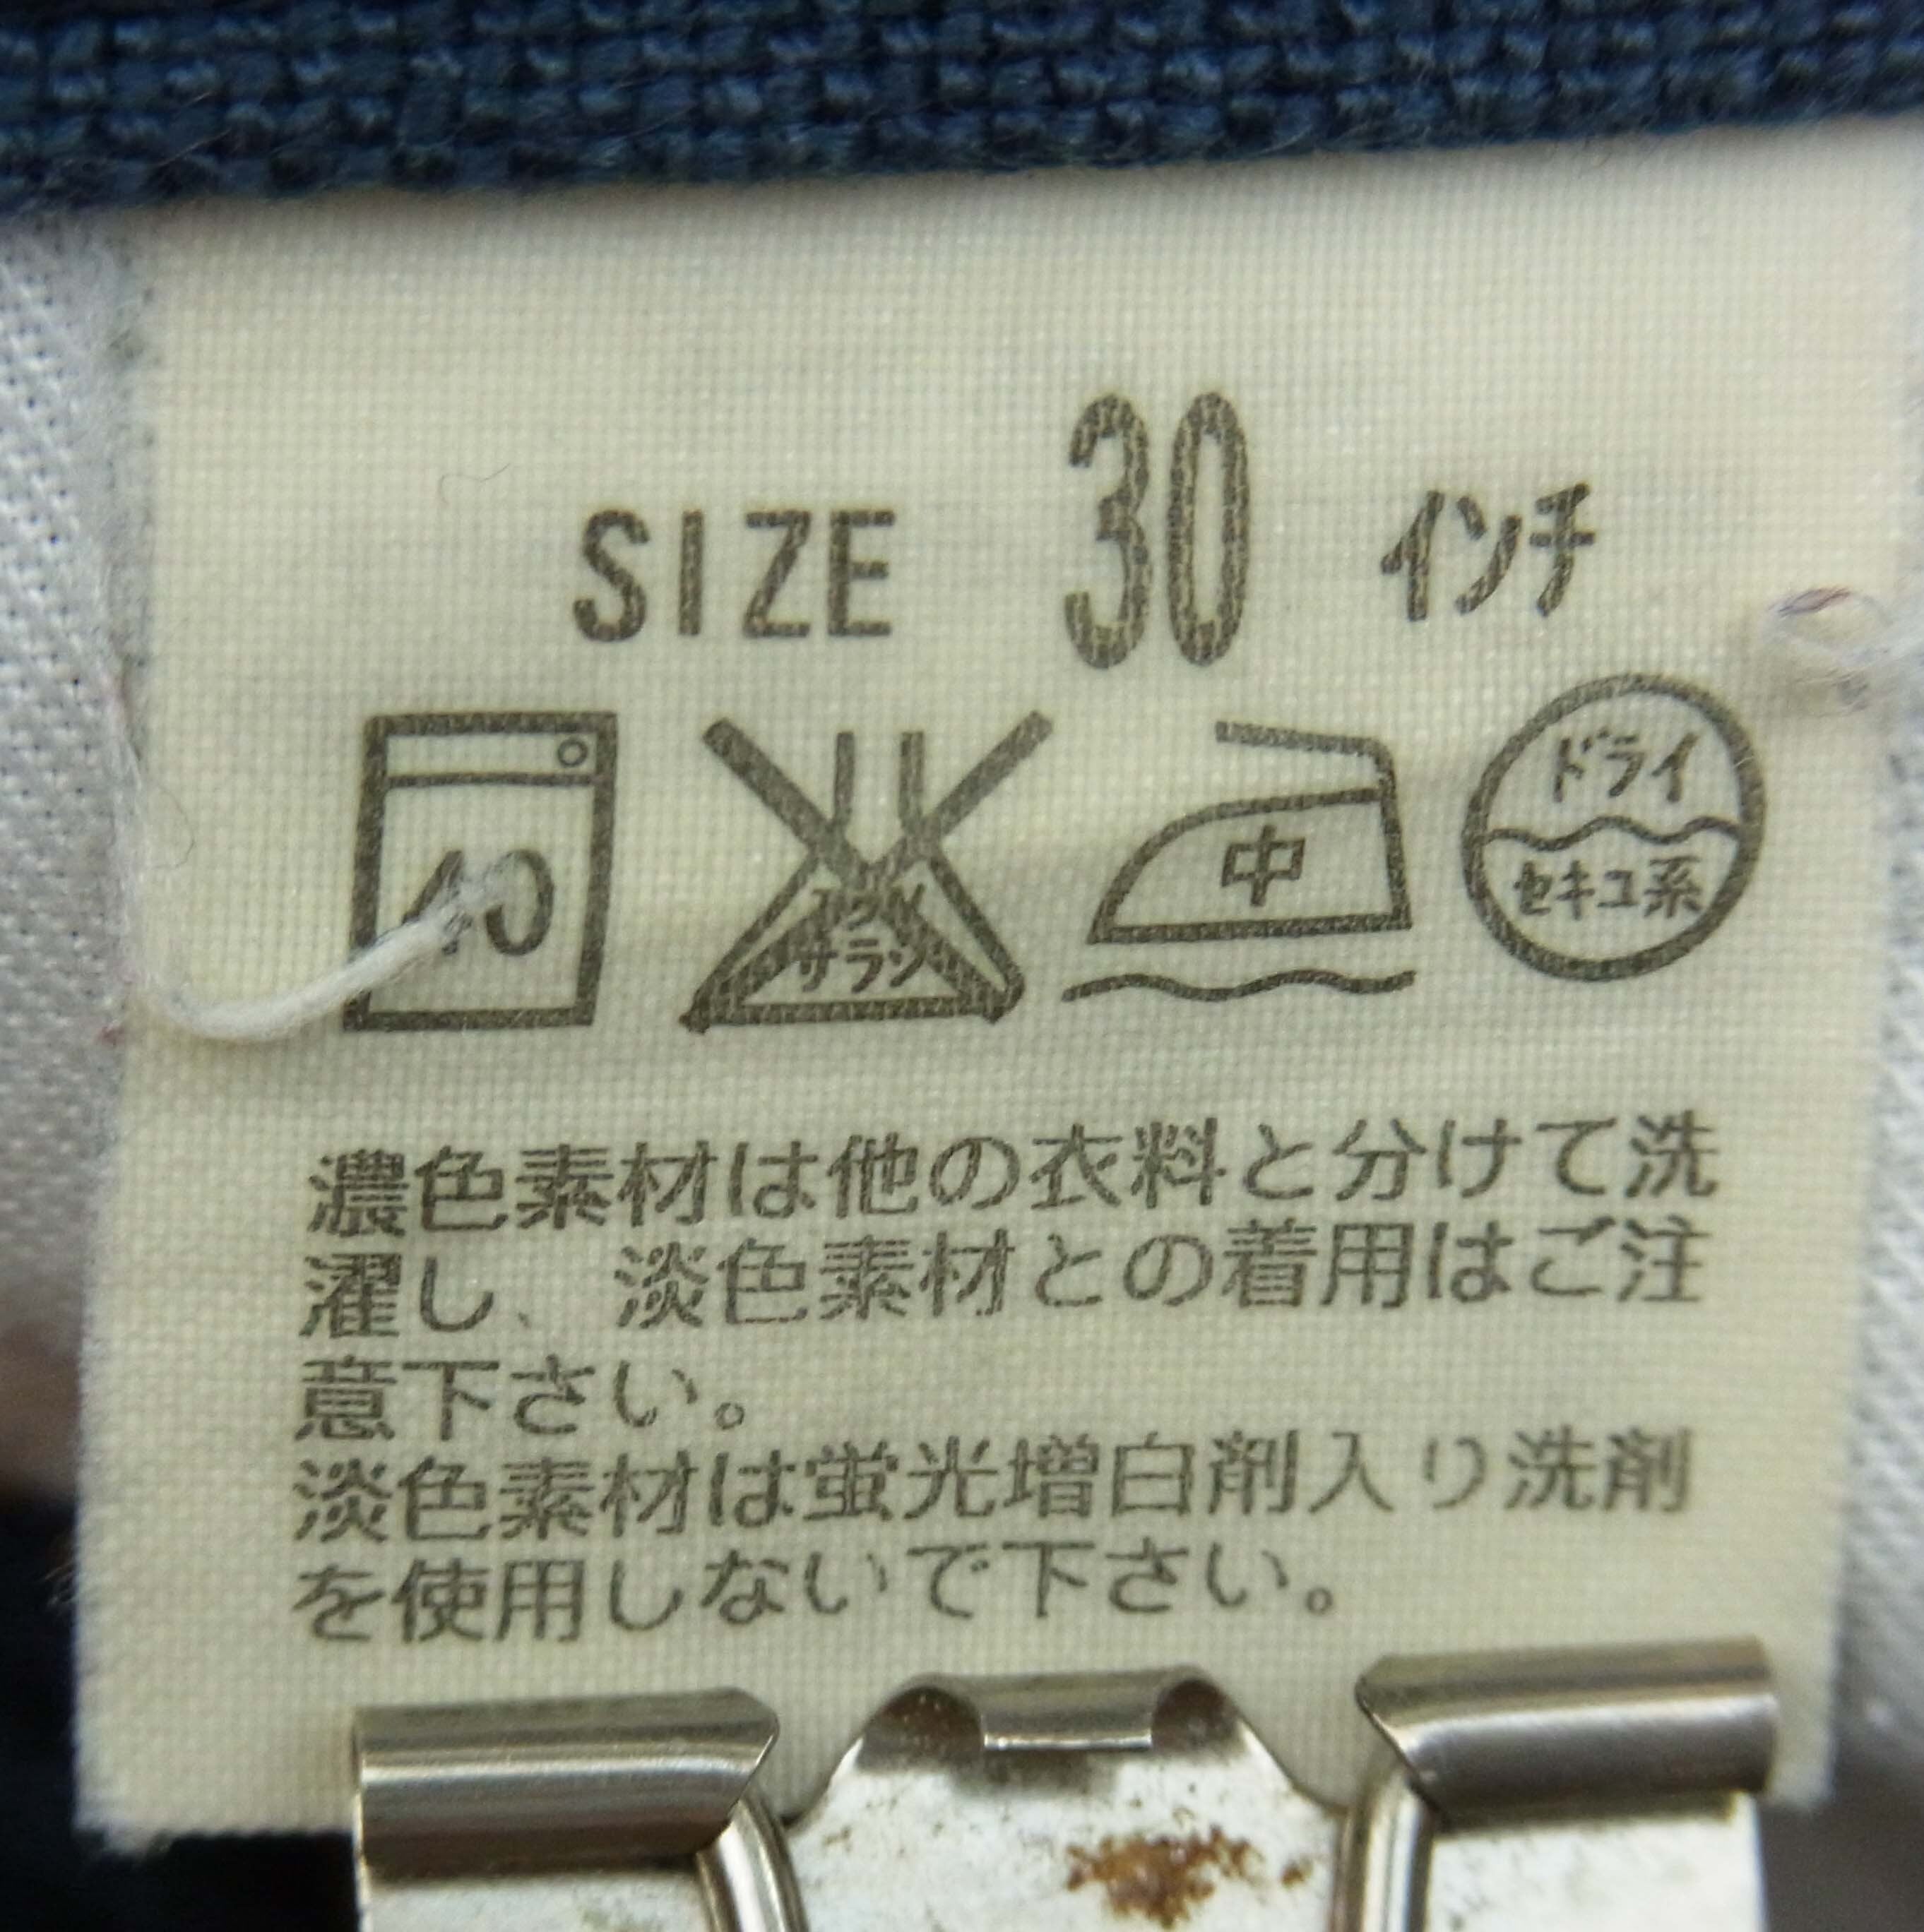 SIZE 30 インチ
40
エンソ
サラシ
中
ドライ
セキユ系
濃色素材は他の衣料と分けて洗
濯し、淡色素材との着用はご注
意下さい。
淡色素材は蛍光増白剤入り洗剤
を使用しないで下さい。